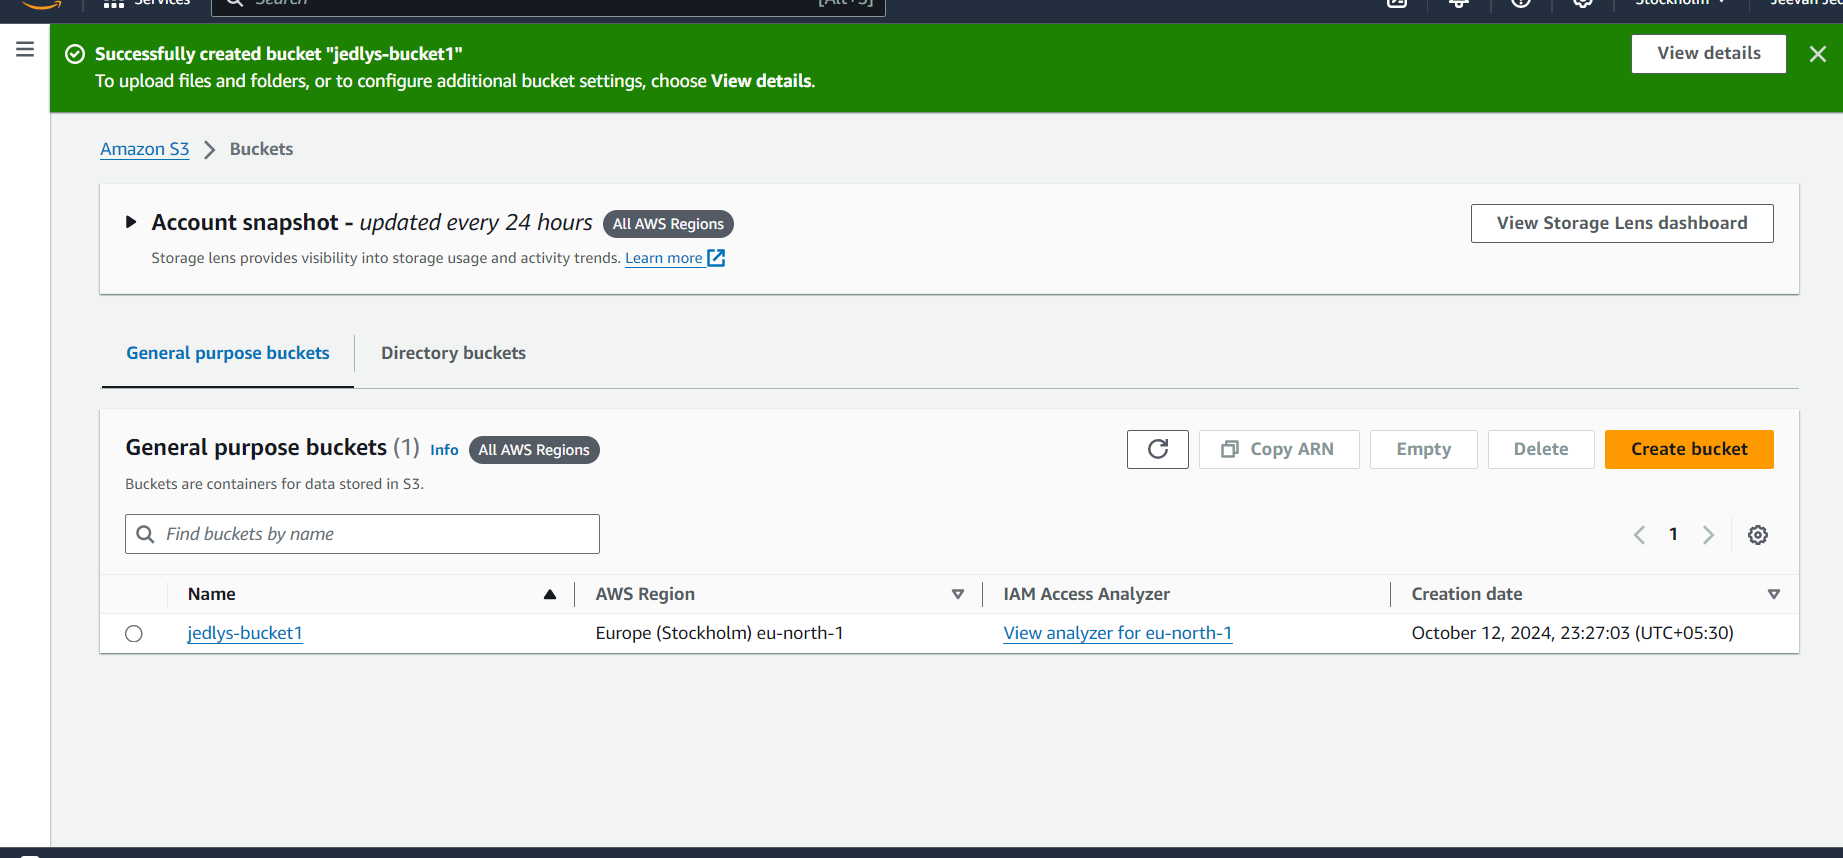 Services Search [Alt+S] Stockholm Jeevan Jed
Successfully created bucket "jedlys-bucket1"
View details
To upload files and folders, or to configure additional bucket settings, choose View details.
Amazon S3 Buckets
Account snapshot - updated every 24 hours All AWS Regions
View Storage Lens dashboard
Storage lens provides visibility into storage usage and activity trends. Learn more
General purpose buckets Directory buckets
General purpose buckets (1) Info All AWS Regions
Copy ARN Empty Delete Create bucket
Buckets are containers for data stored in S3.
Find buckets by name
1
Name AWS Region IAM Access Analyzer Creation date
jedlys-bucket1 Europe (Stockholm) eu-north-1 View analyzer for eu-north-1 October 12, 2024, 23:27:03 (UTC+05:30)